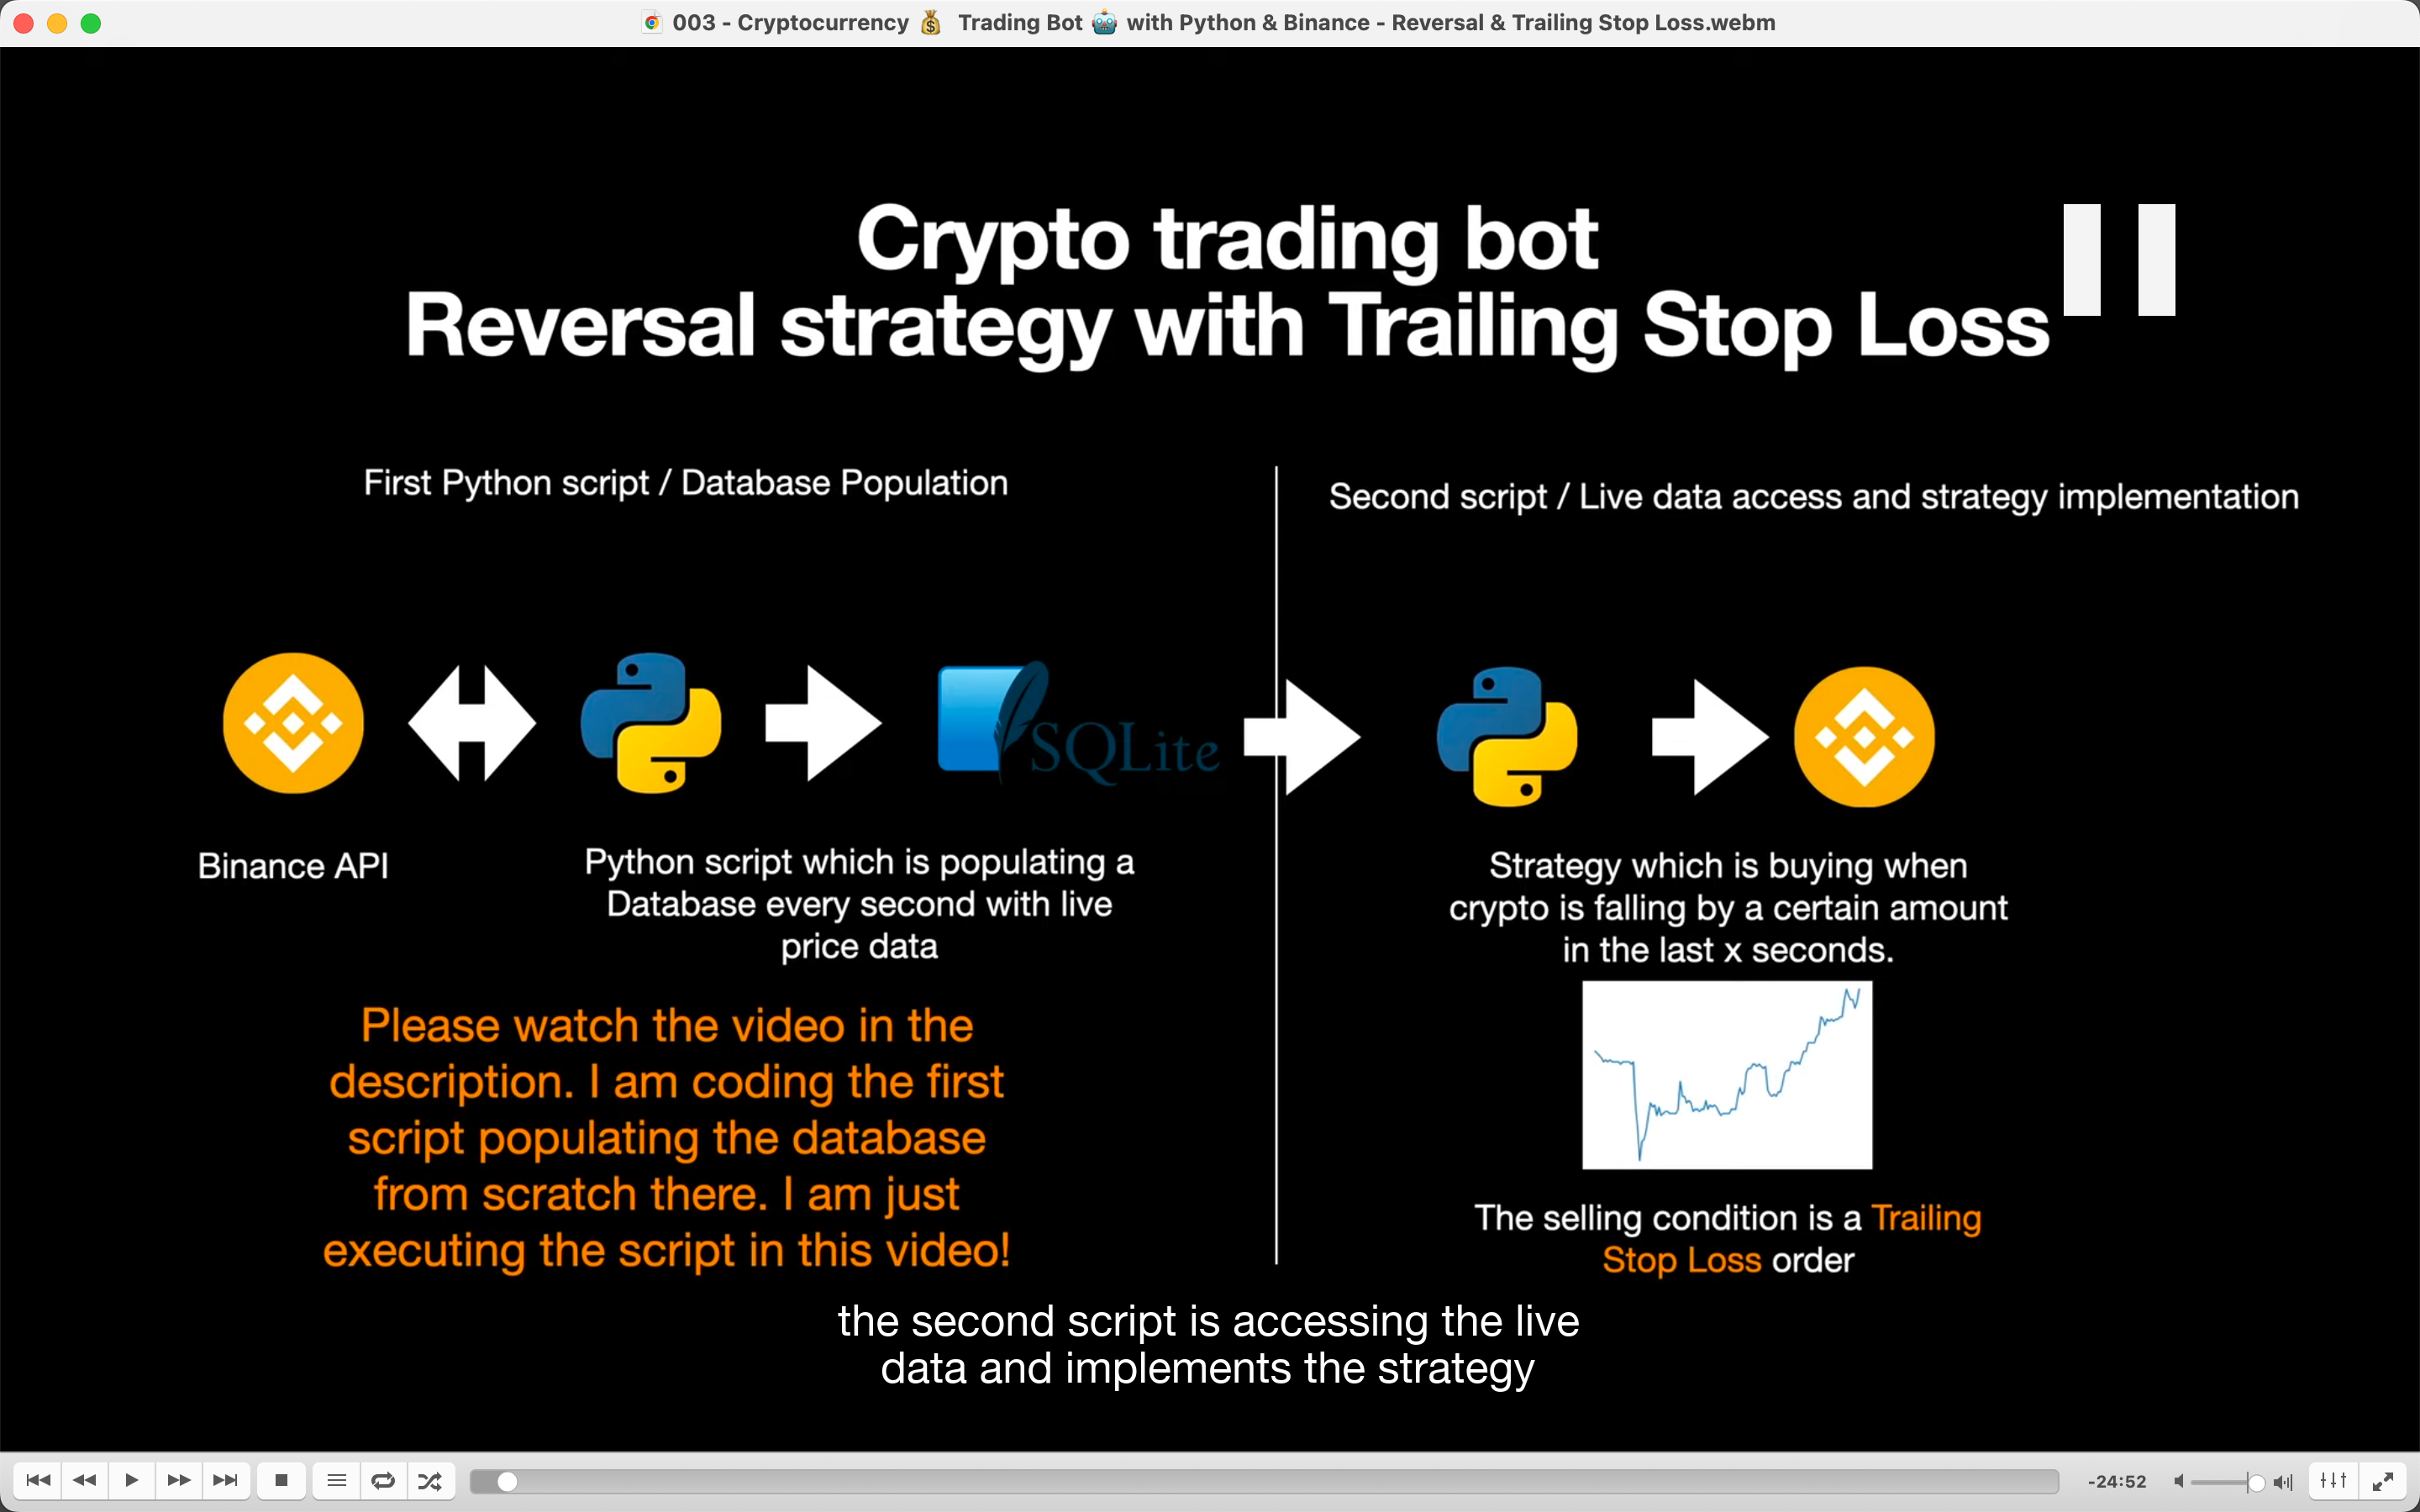 003 - Cryptocurrency 💰 Trading Bot 🤖 with Python & Binance - Reversal & Trailing Stop Loss.webm
Crypto trading bot
Reversal strategy with Trailing Stop Loss
First Python script / Database Population
Second script / Live data access and strategy implementation
SQLite
Binance API
Python script which is populating a
Database every second with live
price data
Strategy which is buying when
crypto is falling by a certain amount
in the last x seconds.
Please watch the video in the
description. I am coding the first
script populating the database
from scratch there. I am just
executing the script in this video!
The selling condition is a Trailing
Stop Loss order
the second script is accessing the live
data and implements the strategy
-24:52